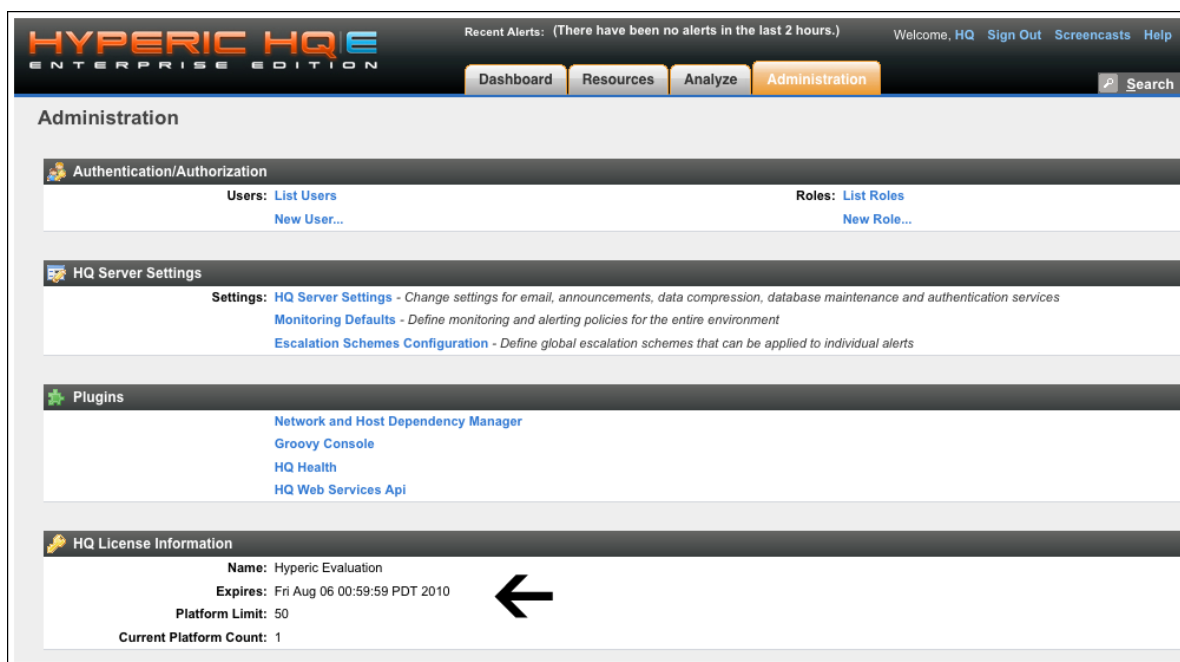 HYPERIC HQ|E
ENTERPRISE EDITION
Recent Alerts: (There have been no alerts in the last 2 hours.)
Welcome, HQ Sign Out Screencasts Help
Dashboard Resources Analyze Administration
Search
Administration
Authentication/Authorization
Users: List Users Roles: List Roles
New User... New Role...
HQ Server Settings
Settings: HQ Server Settings - Change settings for email, announcements, data compression, database maintenance and authentication services
Monitoring Defaults - Define monitoring and alerting policies for the entire environment
Escalation Schemes Configuration - Define global escalation schemes that can be applied to individual alerts
Plugins
Network and Host Dependency Manager
Groovy Console
HQ Health
HQ Web Services Api
HQ License Information
Name: Hyperic Evaluation
Expires: Fri Aug 06 00:59:59 PDT 2010
Platform Limit: 50
Current Platform Count: 1